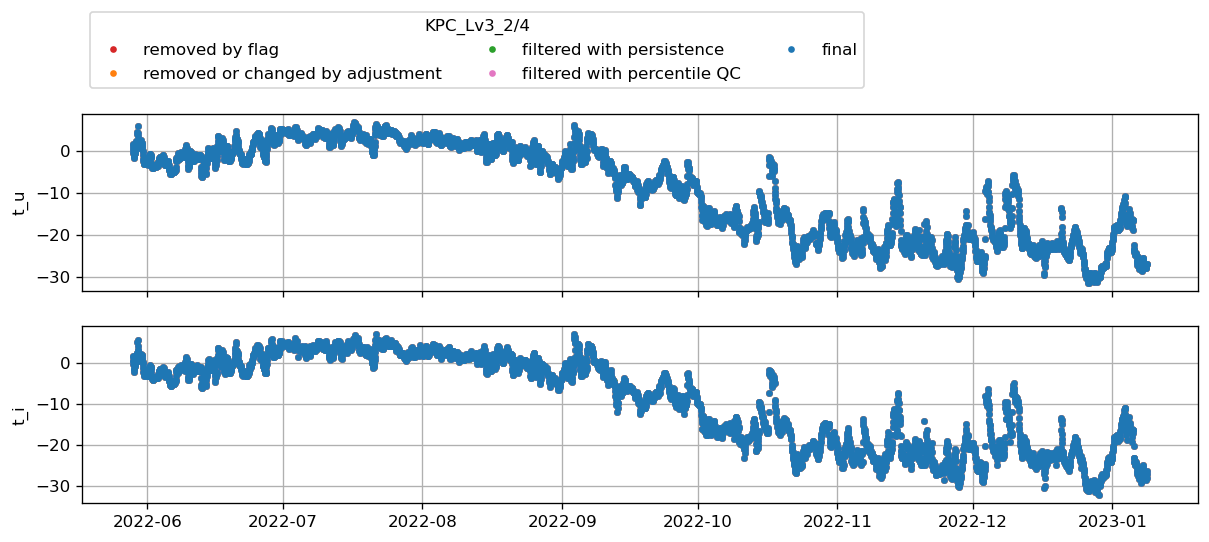 KPC_Lv3_2/4
removed by flag
filtered with persistence
final
removed or changed by adjustment
filtered with percentile QC
t_u
0
−10
−20
−30
t_i
0
−10
−20
−30
2022-06
2022-07
2022-08
2022-09
2022-10
2022-11
2022-12
2023-01